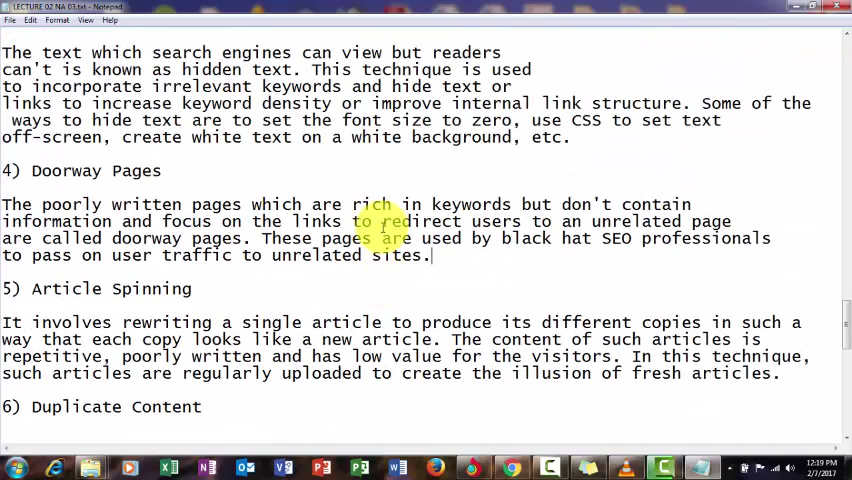 LECTURE 02 NA 03.txt - Notepad
File Edit Format View Help
The text which search engines can view but readers
can't is known as hidden text. This technique is used
to incorporate irrelevant keywords and hide text or
links to increase keyword density or improve internal link structure. Some of the
ways to hide text are to set the font size to zero, use CSS to set text
off-screen, create white text on a white background, etc.
4) Doorway Pages
The poorly written pages which are rich in keywords but don't contain
information and focus on the links to redirect users to an unrelated page
are called doorway pages. These pages are used by black hat SEO professionals
to pass on user traffic to unrelated sites.
5) Article Spinning
It involves rewriting a single article to produce its different copies in such a
way that each copy looks like a new article. The content of such articles is
repetitive, poorly written and has low value for the visitors. In this technique,
such articles are regularly uploaded to create the illusion of fresh articles.
6) Duplicate Content
12:19 PM
2/7/2017